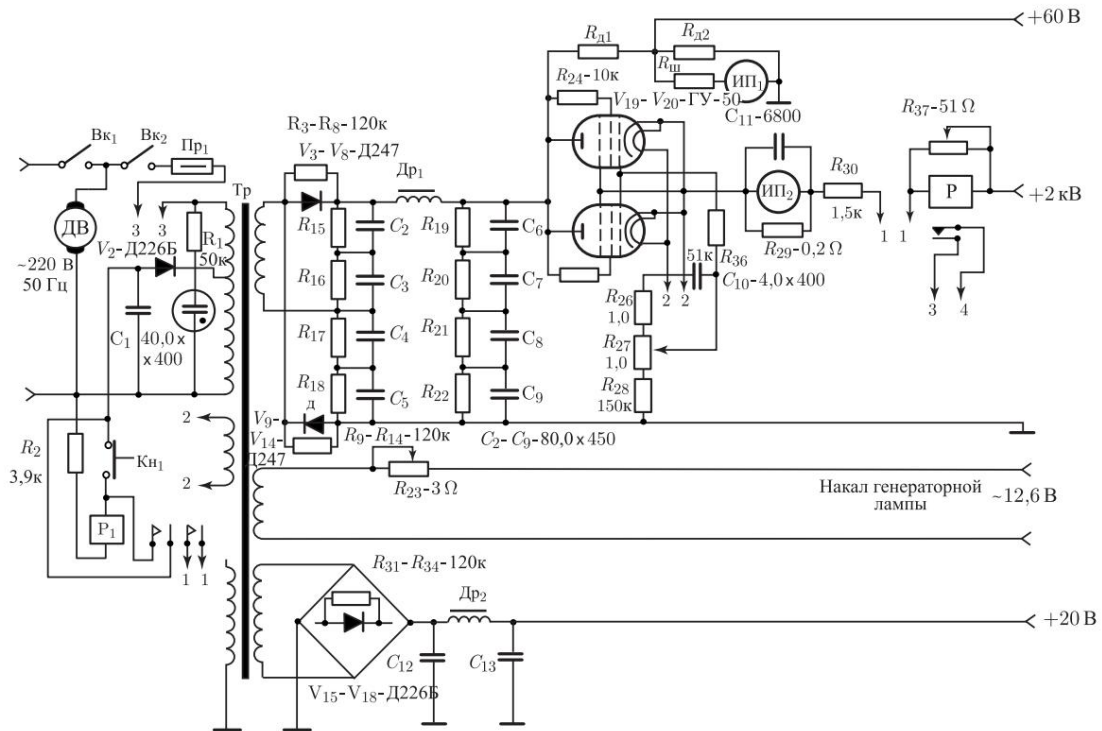 +60 В
Rд1
Rд2
Rш
ИП1
R24-10к
V19-V20-ГУ-50
C11-6800
R37-51 Ω
Вк1
Вк2
Пр1
R3-R8-120к
V3-V8-Д247
Др1
Тр
3
3
ДВ
R1
50к
V2-Д226Б
~220 В
50 Гц
C1
40,0х
х400
R15
C2
R19
C6
R16
C3
R20
C7
R17
C4
R21
C8
R18
д
C5
R22
C9
ИП2
R30
1,5к
1
R29-0,2 Ω
Р
+2 кВ
1
3
4
R36
51к
C10-4,0х400
2
2
R26
1,0
R27
1,0
R28
150к
V9-
V14-
Д247
R9-R14-120к
C2-C9-80,0х450
2
2
R2
3,9к
Кн1
Р1
1
1
R23-3 Ω
Накал генераторной
лампы
~12,6 В
R31-R34-120к
Др2
+20 В
C12
C13
V15-V18-Д226Б